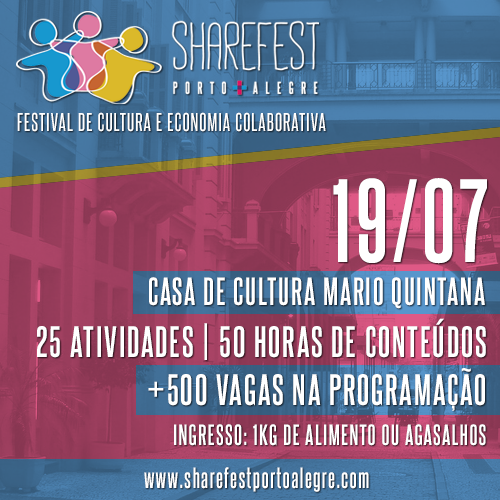 SHAREFEST
PORTO+ALEGRE
FESTIVAL DE CULTURA E ECONOMIA COLABORATIVA
19/07
CASA DE CULTURA MARIO QUINTANA
25 ATIVIDADES | 50 HORAS DE CONTEÚDOS
+500 VAGAS NA PROGRAMAÇÃO
INGRESSO: 1KG DE ALIMENTO OU AGASALHOS
www.sharefestportoalegre.com